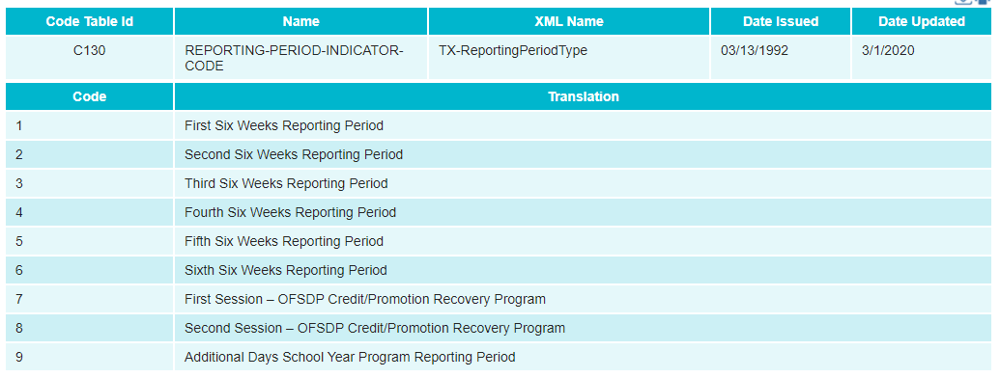 Code Table Id Name XML Name Date Issued Date Updated
C130 REPORTING-PERIOD-INDICATOR- TX-ReportingPeriodType 03/13/1992 3/1/2020
CODE
Code Translation
1 First Six Weeks Reporting Period
2 Second Six Weeks Reporting Period
3 Third Six Weeks Reporting Period
4 Fourth Six Weeks Reporting Period
5 Fifth Six Weeks Reporting Period
6 Sixth Six Weeks Reporting Period
7 First Session – OFSDP Credit/Promotion Recovery Program
8 Second Session – OFSDP Credit/Promotion Recovery Program
9 Additional Days School Year Program Reporting Period